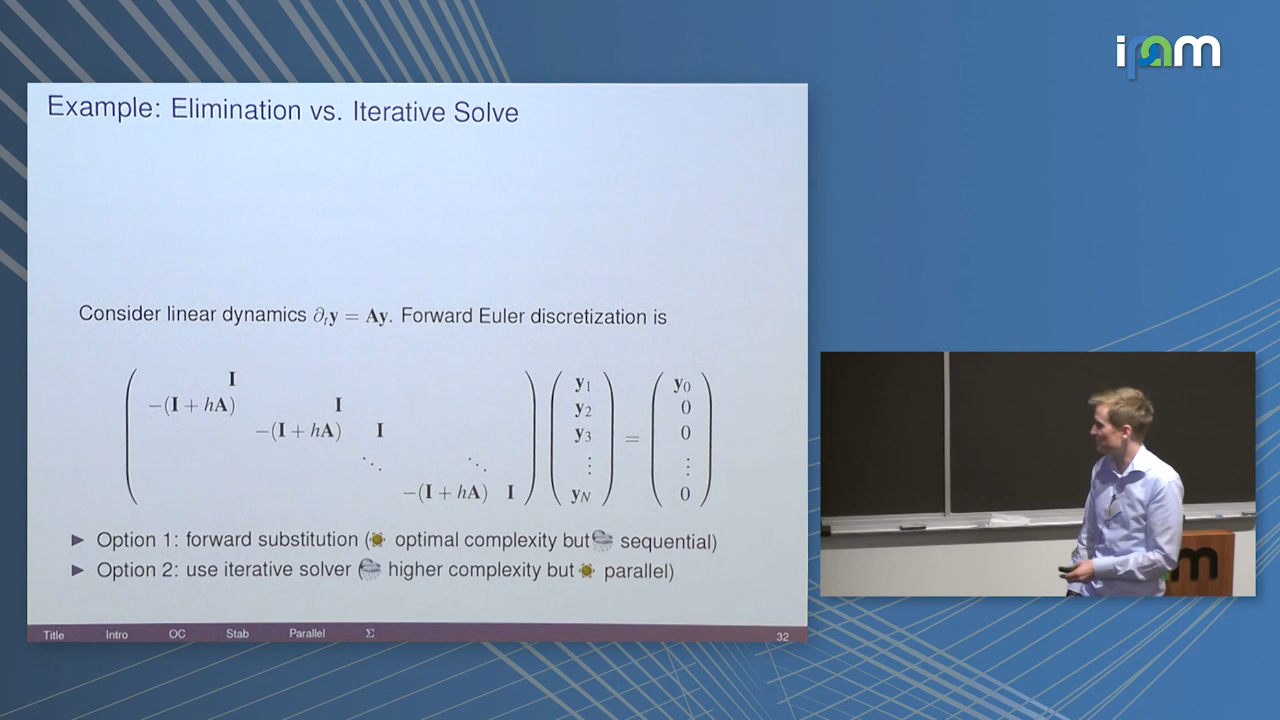 ipam
Example: Elimination vs. Iterative Solve
Consider linear dynamics ∂ₜy = Ay. Forward Euler discretization is
I y₁ y₀
−(I + hA) I y₂ 0
−(I + hA) I y₃ = 0
⋱ ⋱ ⋮ ⋮
−(I + hA) I y_N 0
► Option 1: forward substitution ( optimal complexity but sequential)
► Option 2: use iterative solver ( higher complexity but parallel)
Title Intro OC Stab Parallel Σ 32
m